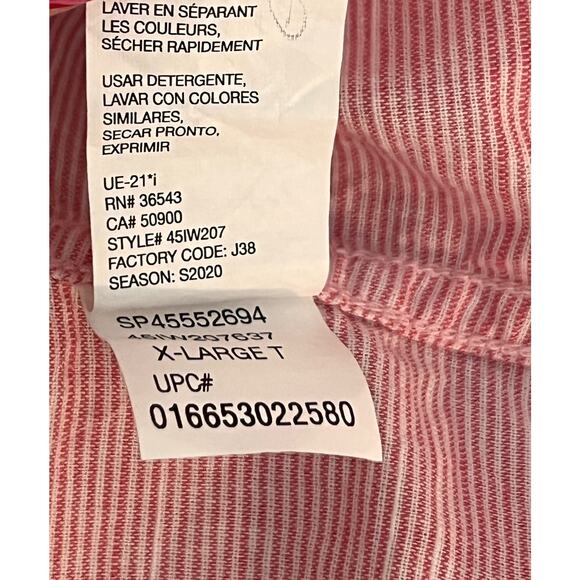 LAVER EN SÉPARANT
LES COULEURS,
SÉCHER RAPIDEMENT
USAR DETERGENTE,
LAVAR CON COLORES
SIMILARES,
SECAR PRONTO,
EXPRIMIR
UE-21*i
RN# 36543
CA# 50900
STYLE# 45IW207
FACTORY CODE: J38
SEASON: S2020
SP45552694
45IW207637
X-LARGE T
UPC#
016653022580